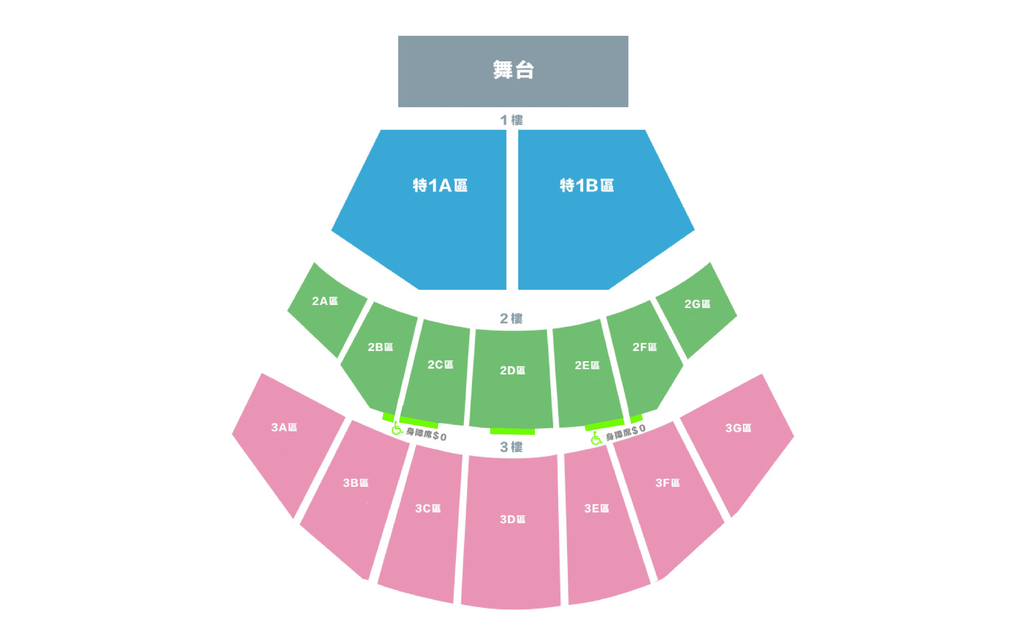 舞台
1樓
特1A區
特1B區
2A區
2G區
2樓
2B區
2F區
2C區
2E區
2D區
3A區
3G區
身障席$0
身障席$0
3樓
3B區
3F區
3C區
3E區
3D區